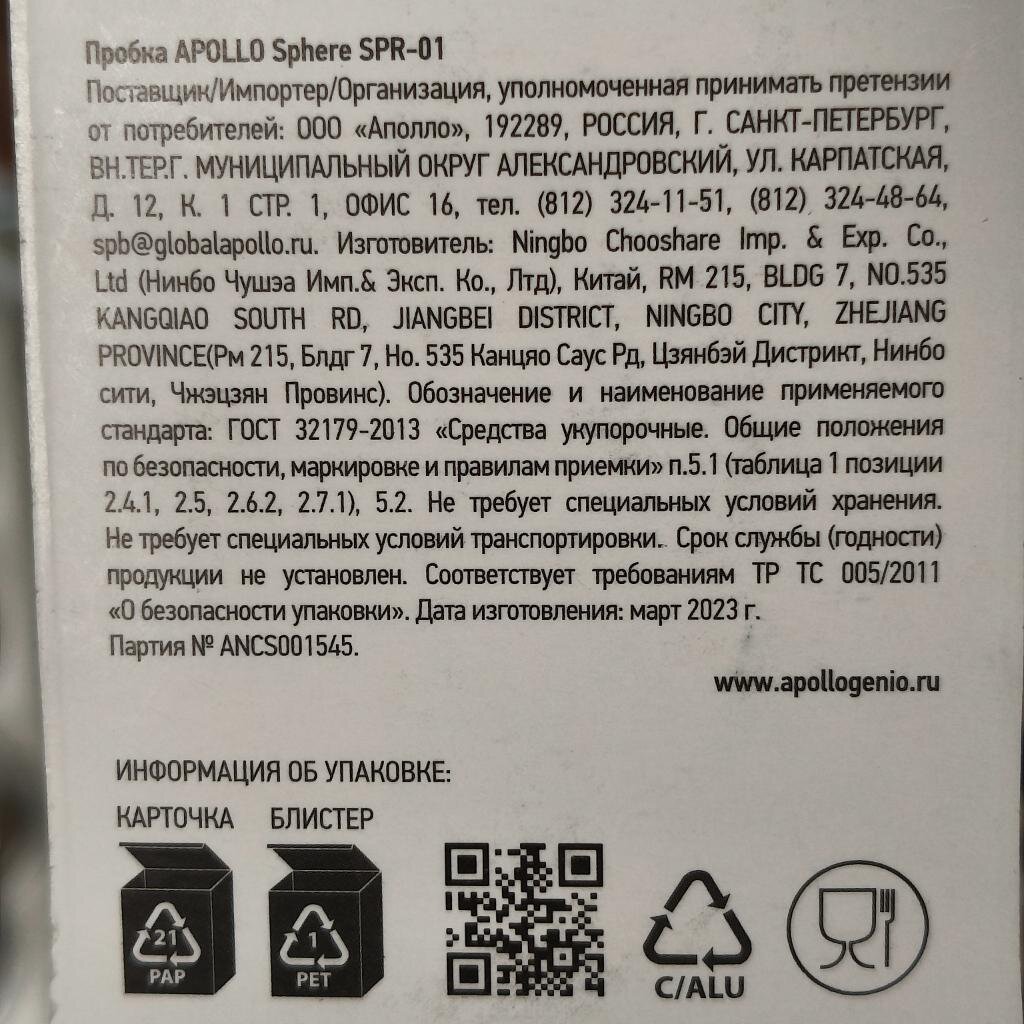 Пробка APOLLO Sphere SPR-01
Поставщик/Импортер/Организация, уполномоченная принимать претензии
от потребителей: ООО «Аполло», 192289, РОССИЯ, Г. САНКТ-ПЕТЕРБУРГ,
ВН.ТЕР.Г. МУНИЦИПАЛЬНЫЙ ОКРУГ АЛЕКСАНДРОВСКИЙ, УЛ. КАРПАТСКАЯ,
Д. 12, К. 1 СТР. 1, ОФИС 16, тел. (812) 324-11-51, (812) 324-48-64,
spb@globalapollo.ru. Изготовитель: Ningbo Chooshare Imp. & Exp. Co.,
Ltd (Нинбо Чушэа Имп.& Эксп. Ко., Лтд), Китай, RM 215, BLDG 7, NO.535
KANGQIAO SOUTH RD, JIANGBEI DISTRICT, NINGBO CITY, ZHEJIANG
PROVINCE(Рм 215, Блдг 7, Но. 535 Канцяо Саус Рд, Цзянбэй Дистрикт, Нинбо
сити, Чжэцзян Провинс). Обозначение и наименование применяемого
стандарта: ГОСТ 32179-2013 «Средства укупорочные. Общие положения
по безопасности, маркировке и правилам приемки» п.5.1 (таблица 1 позиции
2.4.1, 2.5, 2.6.2, 2.7.1), 5.2. Не требует специальных условий хранения.
Не требует специальных условий транспортировки. Срок службы (годности)
продукции не установлен. Соответствует требованиям ТР ТС 005/2011
«О безопасности упаковки». Дата изготовления: март 2023 г.
Партия № ANCS001545.
www.apollogenio.ru
ИНФОРМАЦИЯ ОБ УПАКОВКЕ:
КАРТОЧКА БЛИСТЕР
21 1
PAP PET C/ALU